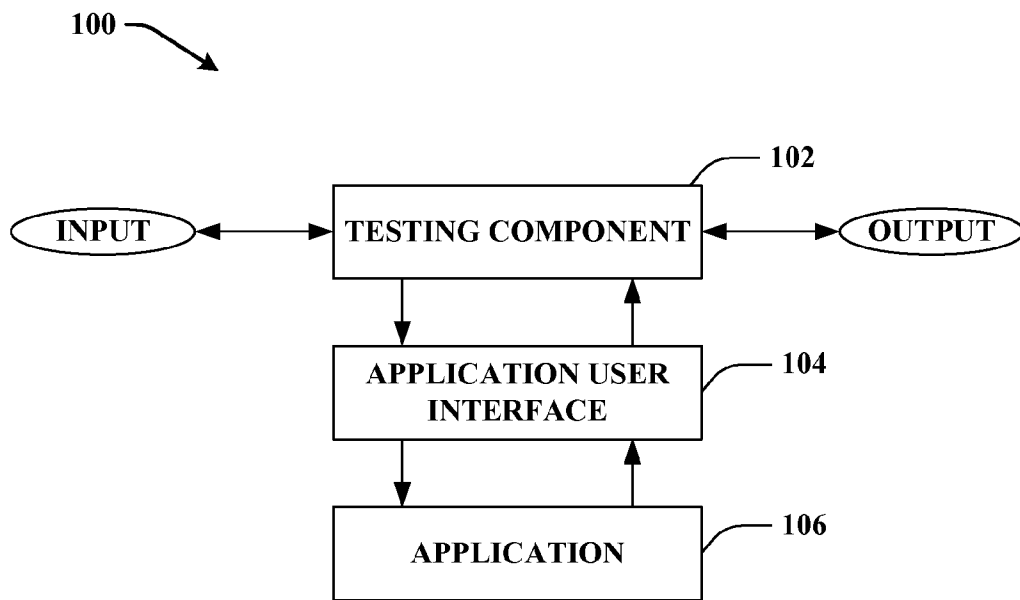 100
102
INPUT
TESTING COMPONENT
OUTPUT
APPLICATION USER
INTERFACE
104
APPLICATION
106